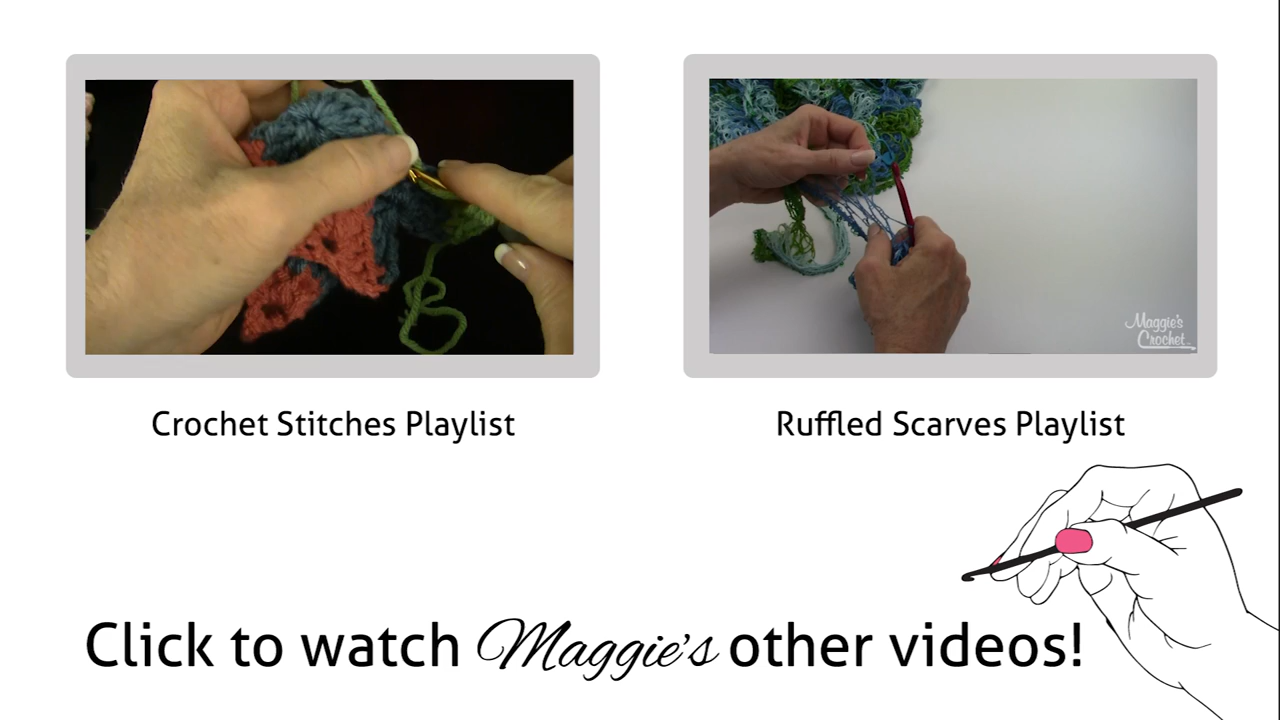 Maggie's
Crochet
Crochet Stitches Playlist
Ruffled Scarves Playlist
Click to watch Maggie's other videos!